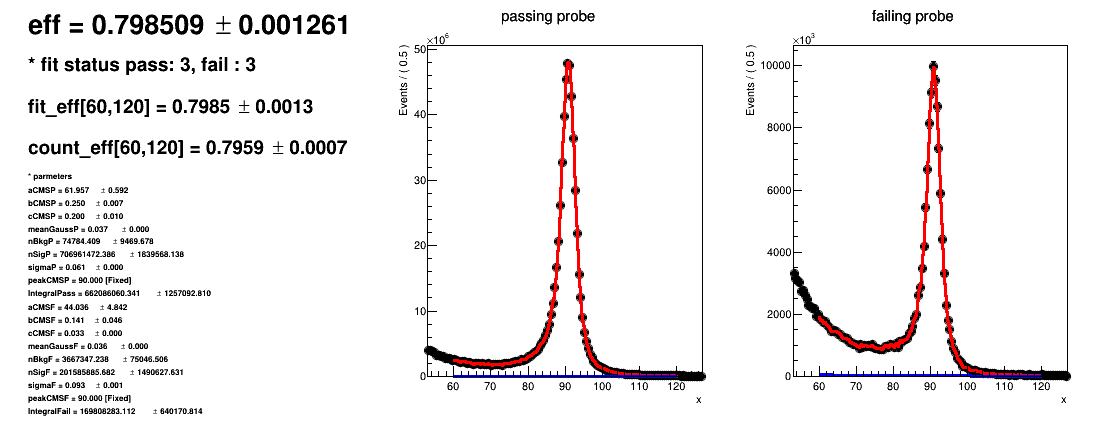 eff = 0.798509 ± 0.001261
* fit status pass: 3, fail : 3
fit_eff[60,120] = 0.7985 ± 0.0013
count_eff[60,120] = 0.7959 ± 0.0007
* parmeters
aCMSP = 61.957 ± 0.592
bCMSP = 0.250 ± 0.007
cCMSP = 0.200 ± 0.010
meanGaussP = 0.037 ± 0.000
nBkgP = 74784.409 ± 9469.678
nSigP = 706961472.386 ± 1839568.138
sigmaP = 0.061 ± 0.000
peakCMSP = 90.000 [Fixed]
IntegralPass = 662086060.341 ± 1257092.810
aCMSF = 44.036 ± 4.842
bCMSF = 0.141 ± 0.046
cCMSF = 0.033 ± 0.000
meanGaussF = 0.036 ± 0.000
nBkgF = 3667347.238 ± 75046.506
nSigF = 201585885.682 ± 1490627.631
sigmaF = 0.093 ± 0.001
peakCMSF = 90.000 [Fixed]
IntegralFail = 169808283.112 ± 640170.814
passing probe
×10⁶
Events / ( 0.5 )
50
40
30
20
10
0
60 70 80 90 100 110 120
x
failing probe
×10³
Events / ( 0.5 )
10000
8000
6000
4000
2000
0
60 70 80 90 100 110 120
x